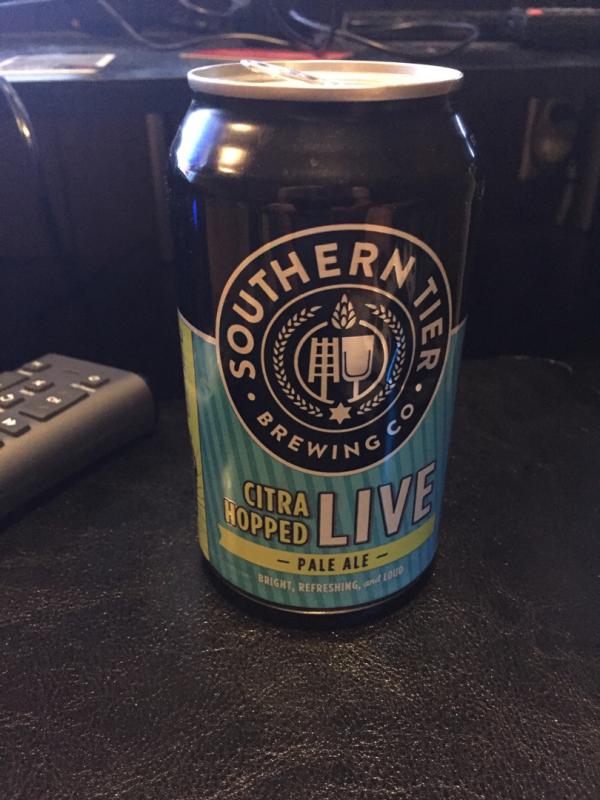 SOUTHERN TIER
BREWING CO
CITRA
HOPPED
LIVE
— PALE ALE —
BRIGHT, REFRESHING, and LOUD